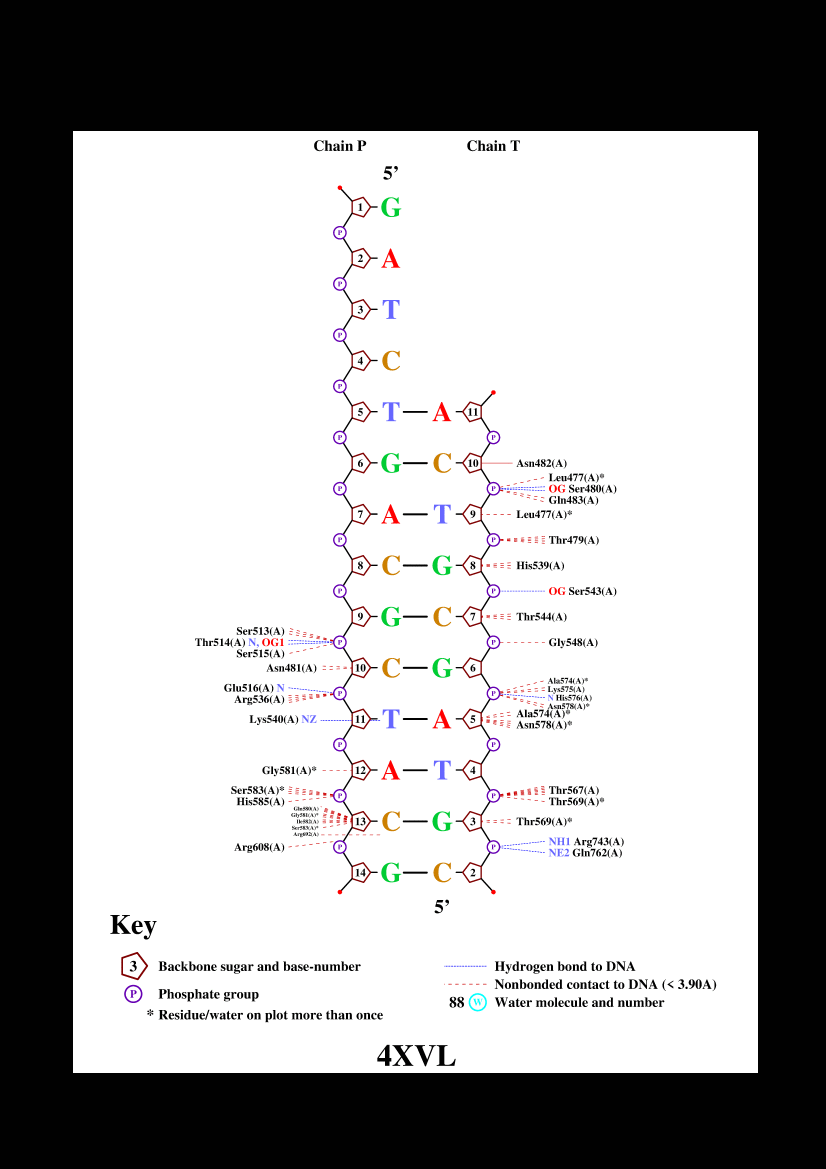 Chain P Chain T
5’
1 G
P
2 A
P
3 T
P
4 C
P
5 T A 11
P P
6 G C 10 Asn482(A)
Leu477(A)*
P P OG Ser480(A)
Gln483(A)
7 A T 9 Leu477(A)*
P P Thr479(A)
8 C G 8 His539(A)
P P OG Ser543(A)
9 G C 7 Thr544(A)
Ser513(A)
Thr514(A) N, OG1 P P Gly548(A)
Ser515(A)
Asn481(A) 10 C G 6
Ala574(A)*
Glu516(A) N Lys575(A)
P P N His576(A)
Arg536(A) Asn578(A)*
Ala574(A)*
Lys540(A) NZ 11 T A 5
Asn578(A)*
P P
Gly581(A)* 12 A T 4
Ser583(A)* P P Thr567(A)
His585(A) Thr569(A)*
Gln580(A)
Gly581(A)*
Ile582(A) 13 C G 3 Thr569(A)*
Ser583(A)*
Arg692(A)
Arg608(A) P P NH1 Arg743(A)
NE2 Gln762(A)
14 G C 2
5’
Key
3 Backbone sugar and base-number
P Phosphate group
* Residue/water on plot more than once
Hydrogen bond to DNA
Nonbonded contact to DNA (< 3.90A)
88 W Water molecule and number
4XVL